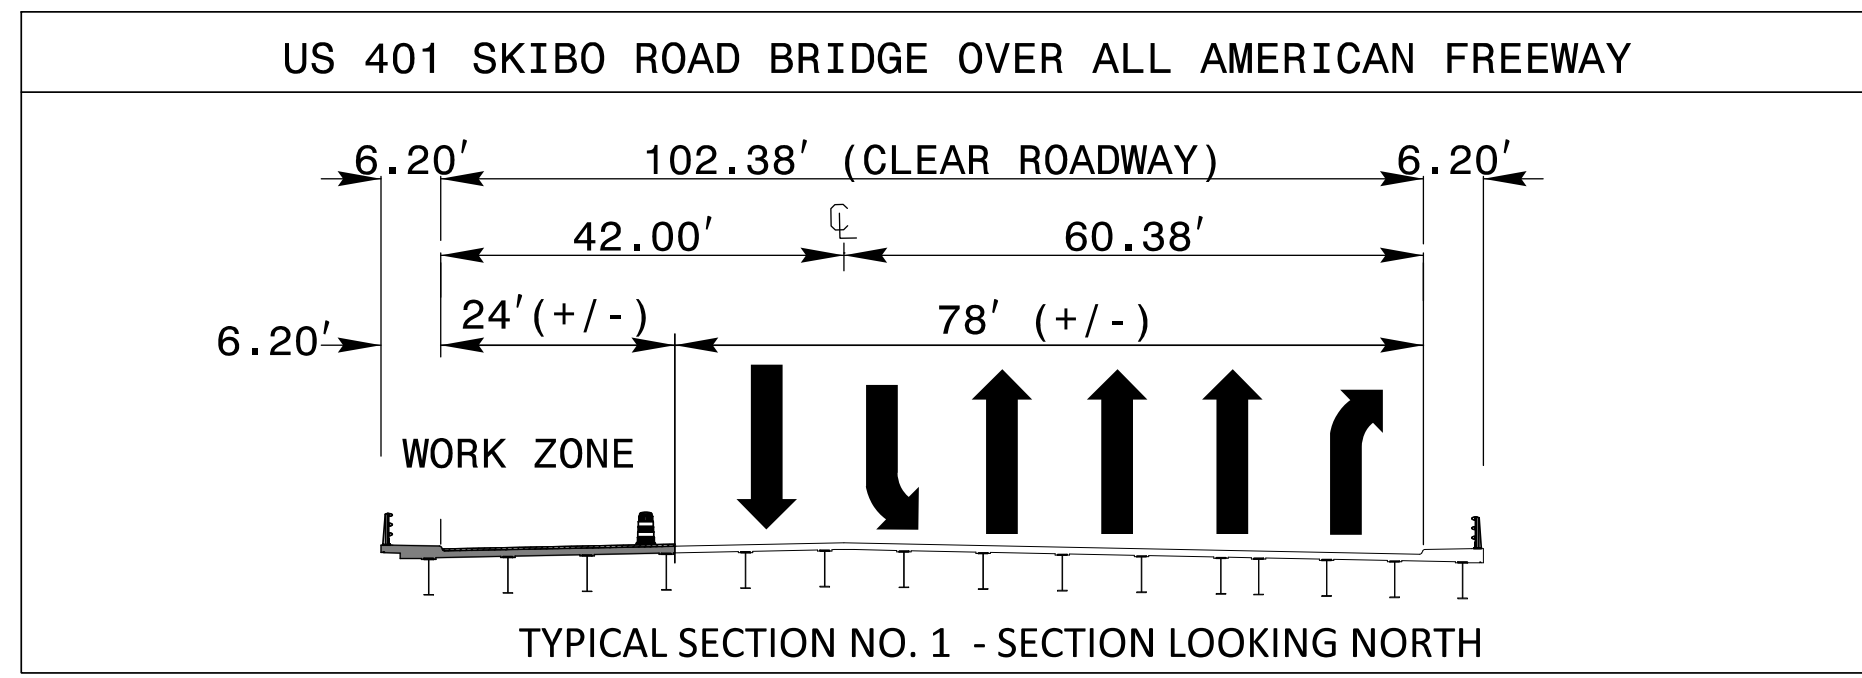 US 401 SKIBO ROAD BRIDGE OVER ALL AMERICAN FREEWAY
6.20' 102.38' (CLEAR ROADWAY) 6.20'
℄
42.00' 60.38'
24'(+/-) 78' (+/-)
6.20'
WORK ZONE
TYPICAL SECTION NO. 1 - SECTION LOOKING NORTH